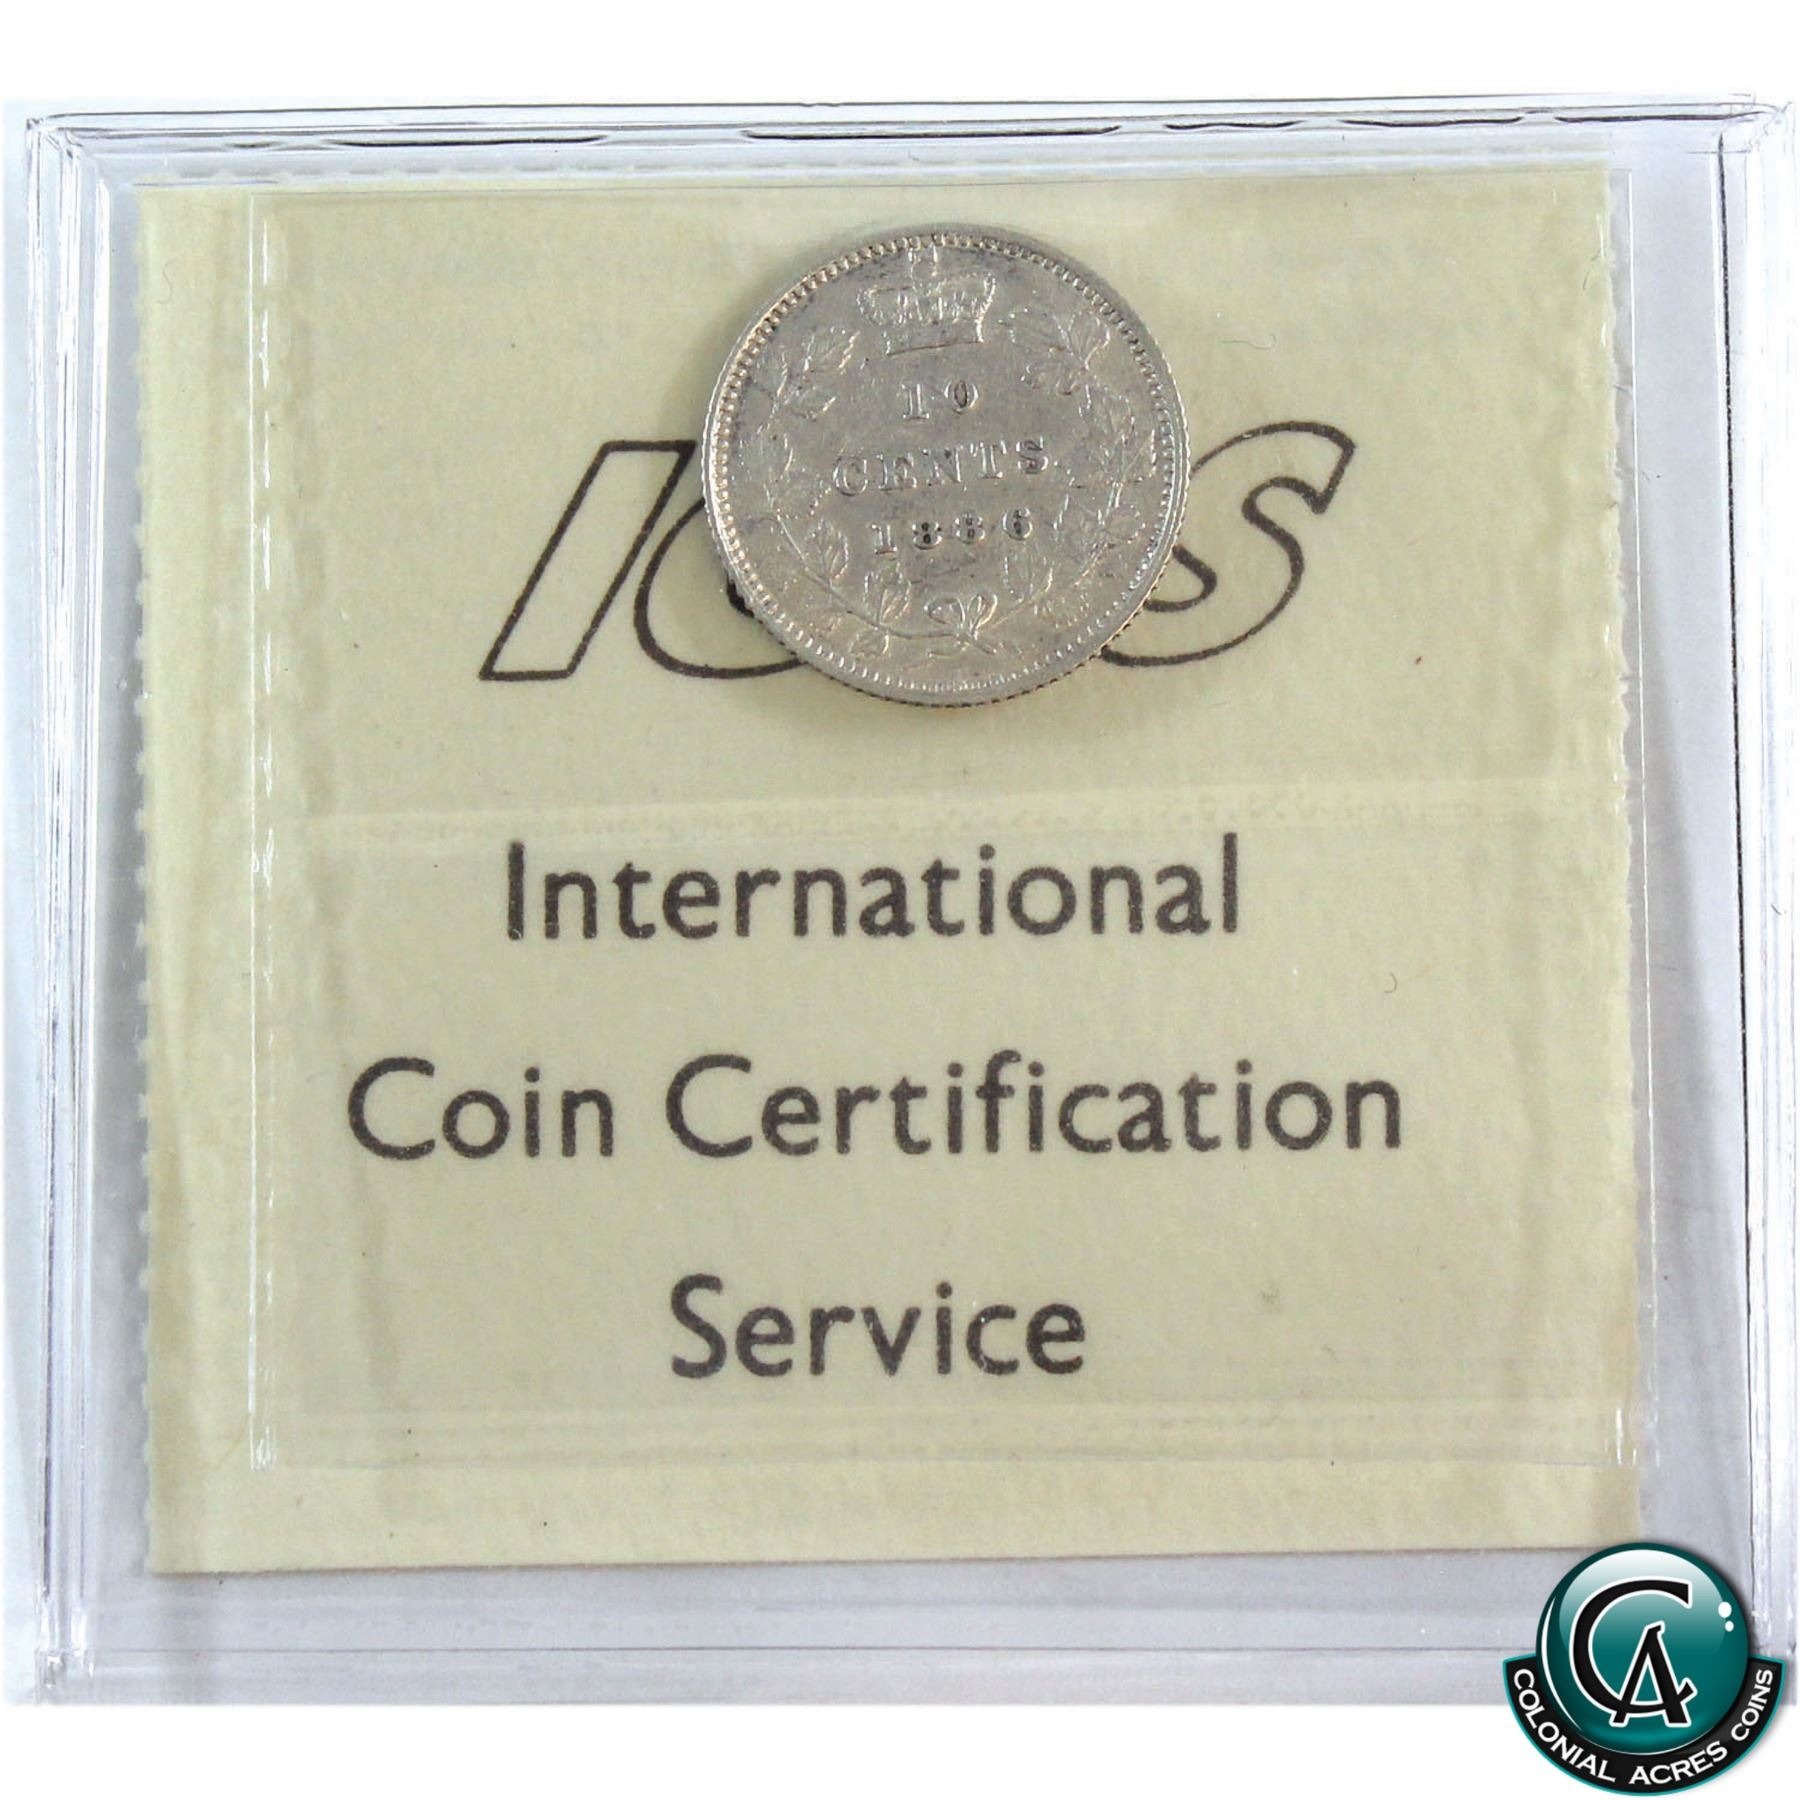 10
CENTS
1886
ICCS
International
Coin Certification
Service
CA
COLONIAL ACRES COINS